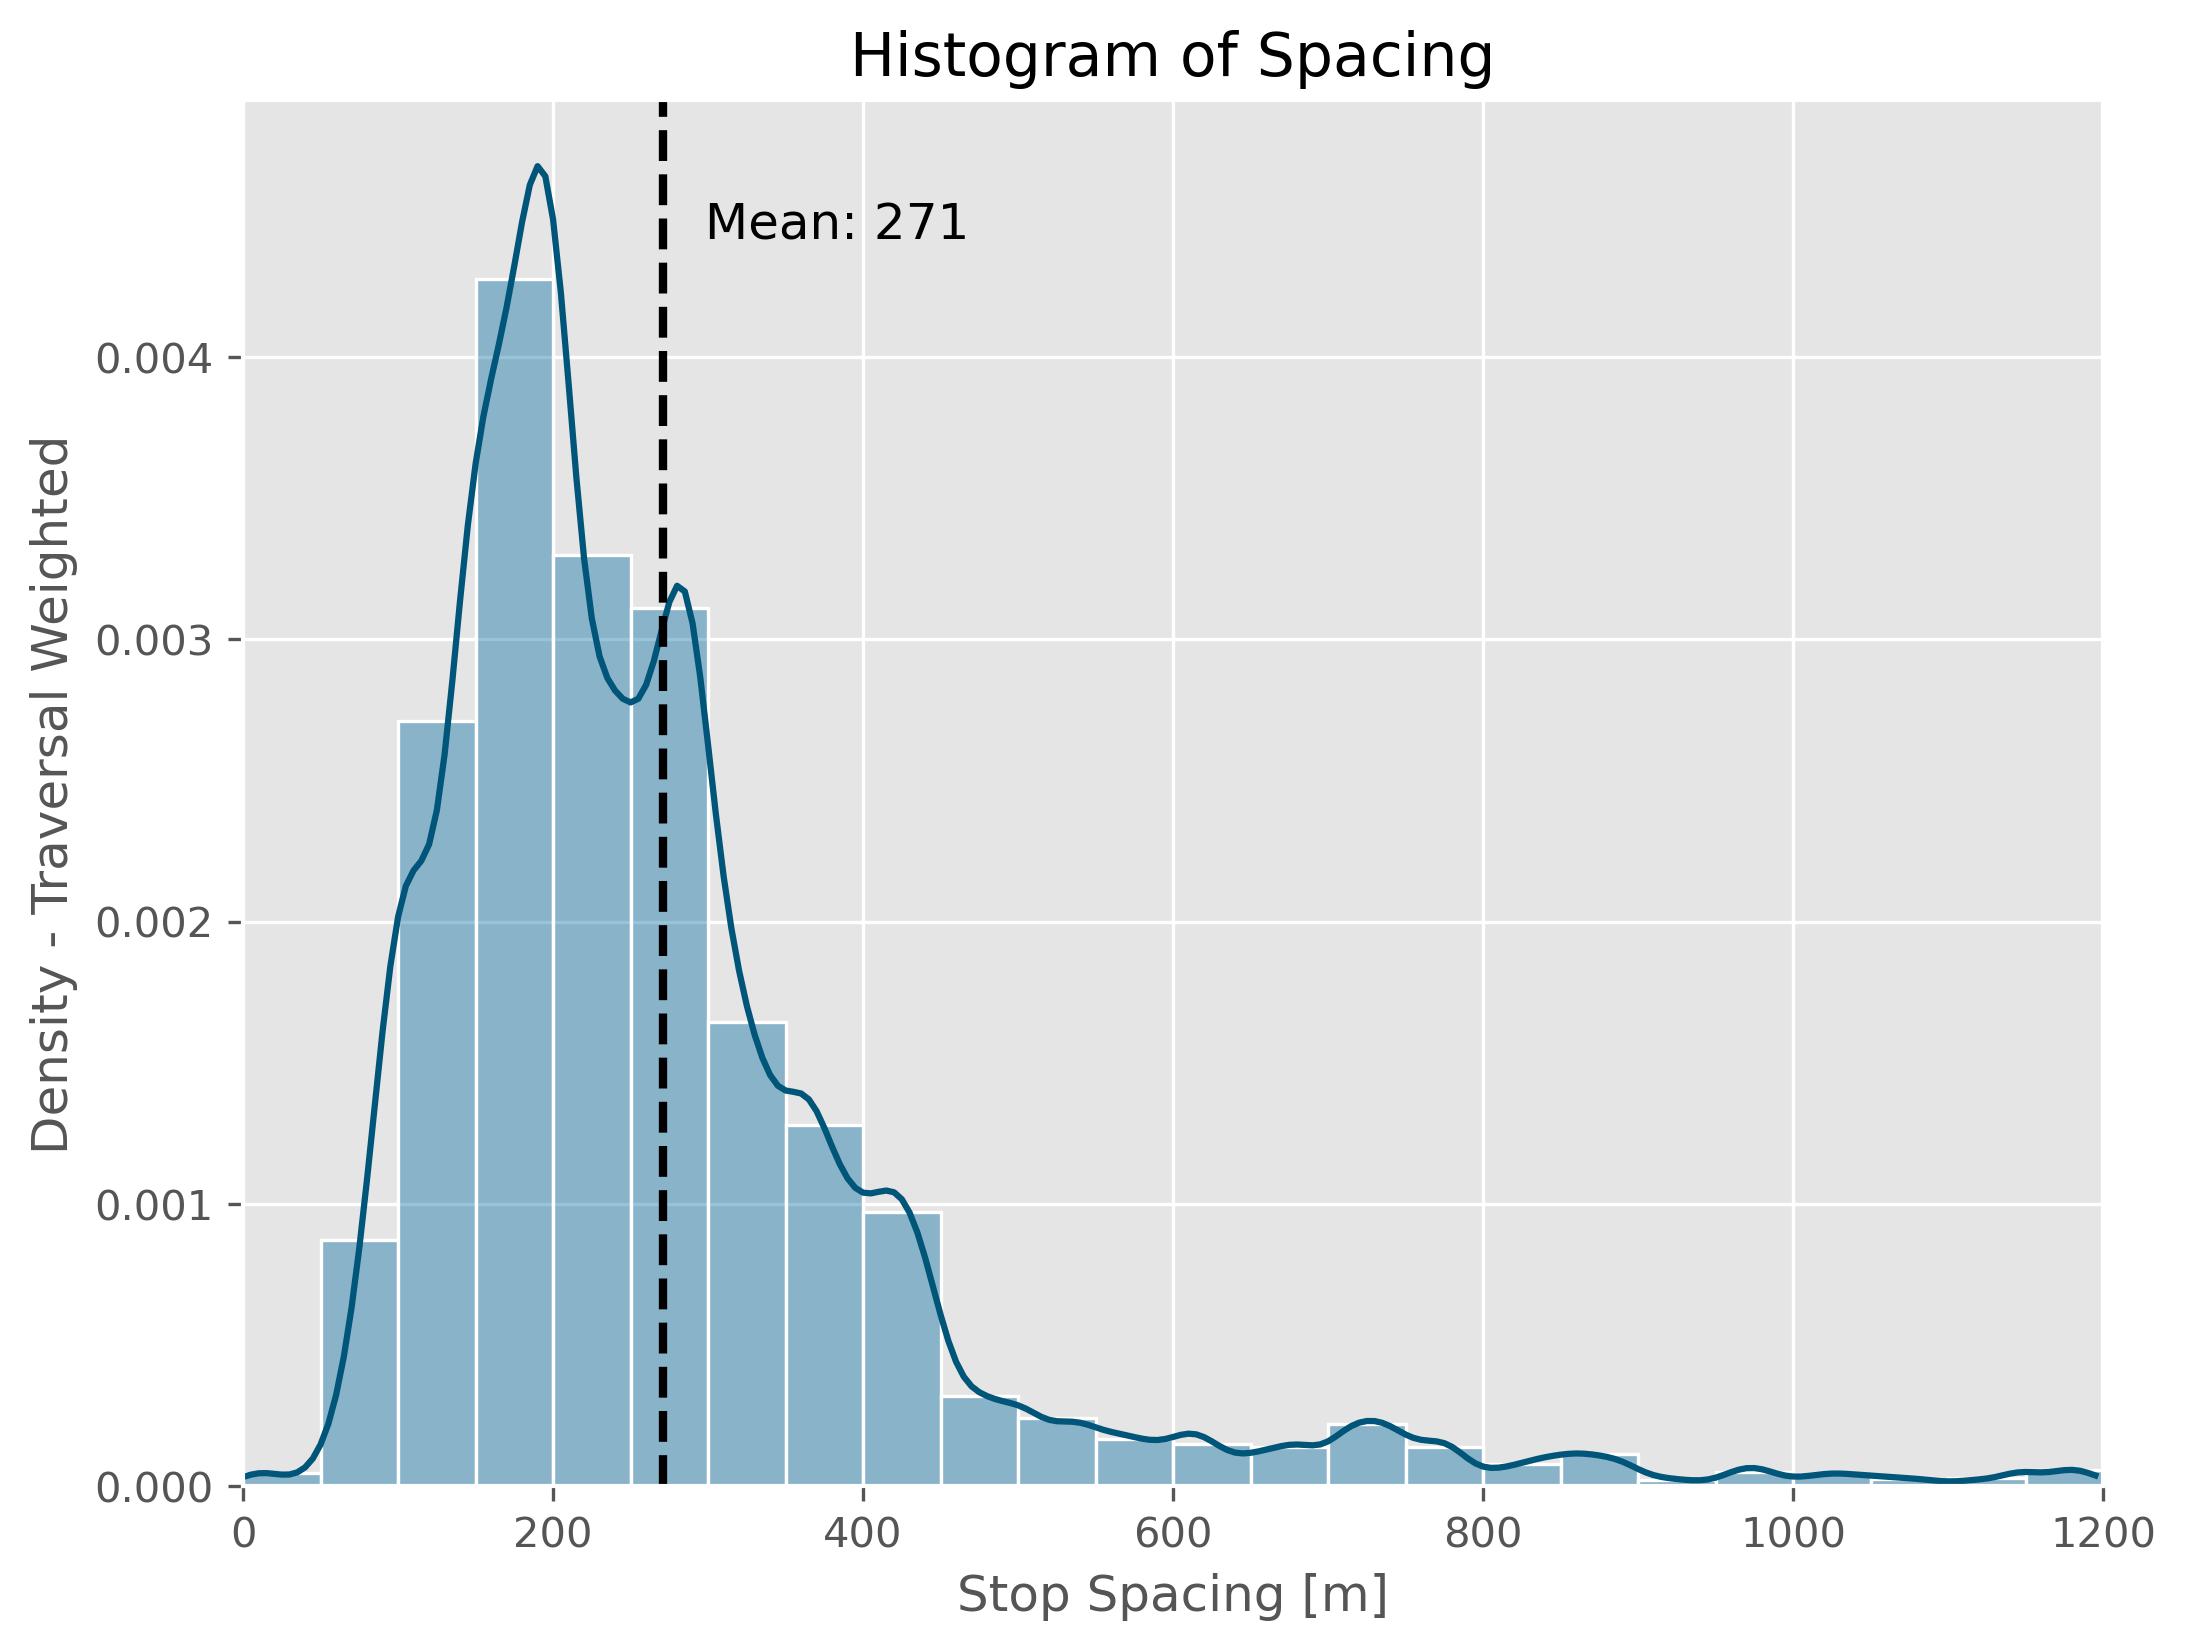 Histogram of Spacing
Mean: 271
Density - Traversal Weighted
0.004
0.003
0.002
0.001
0.000
0 200 400 600 800 1000 1200
Stop Spacing [m]